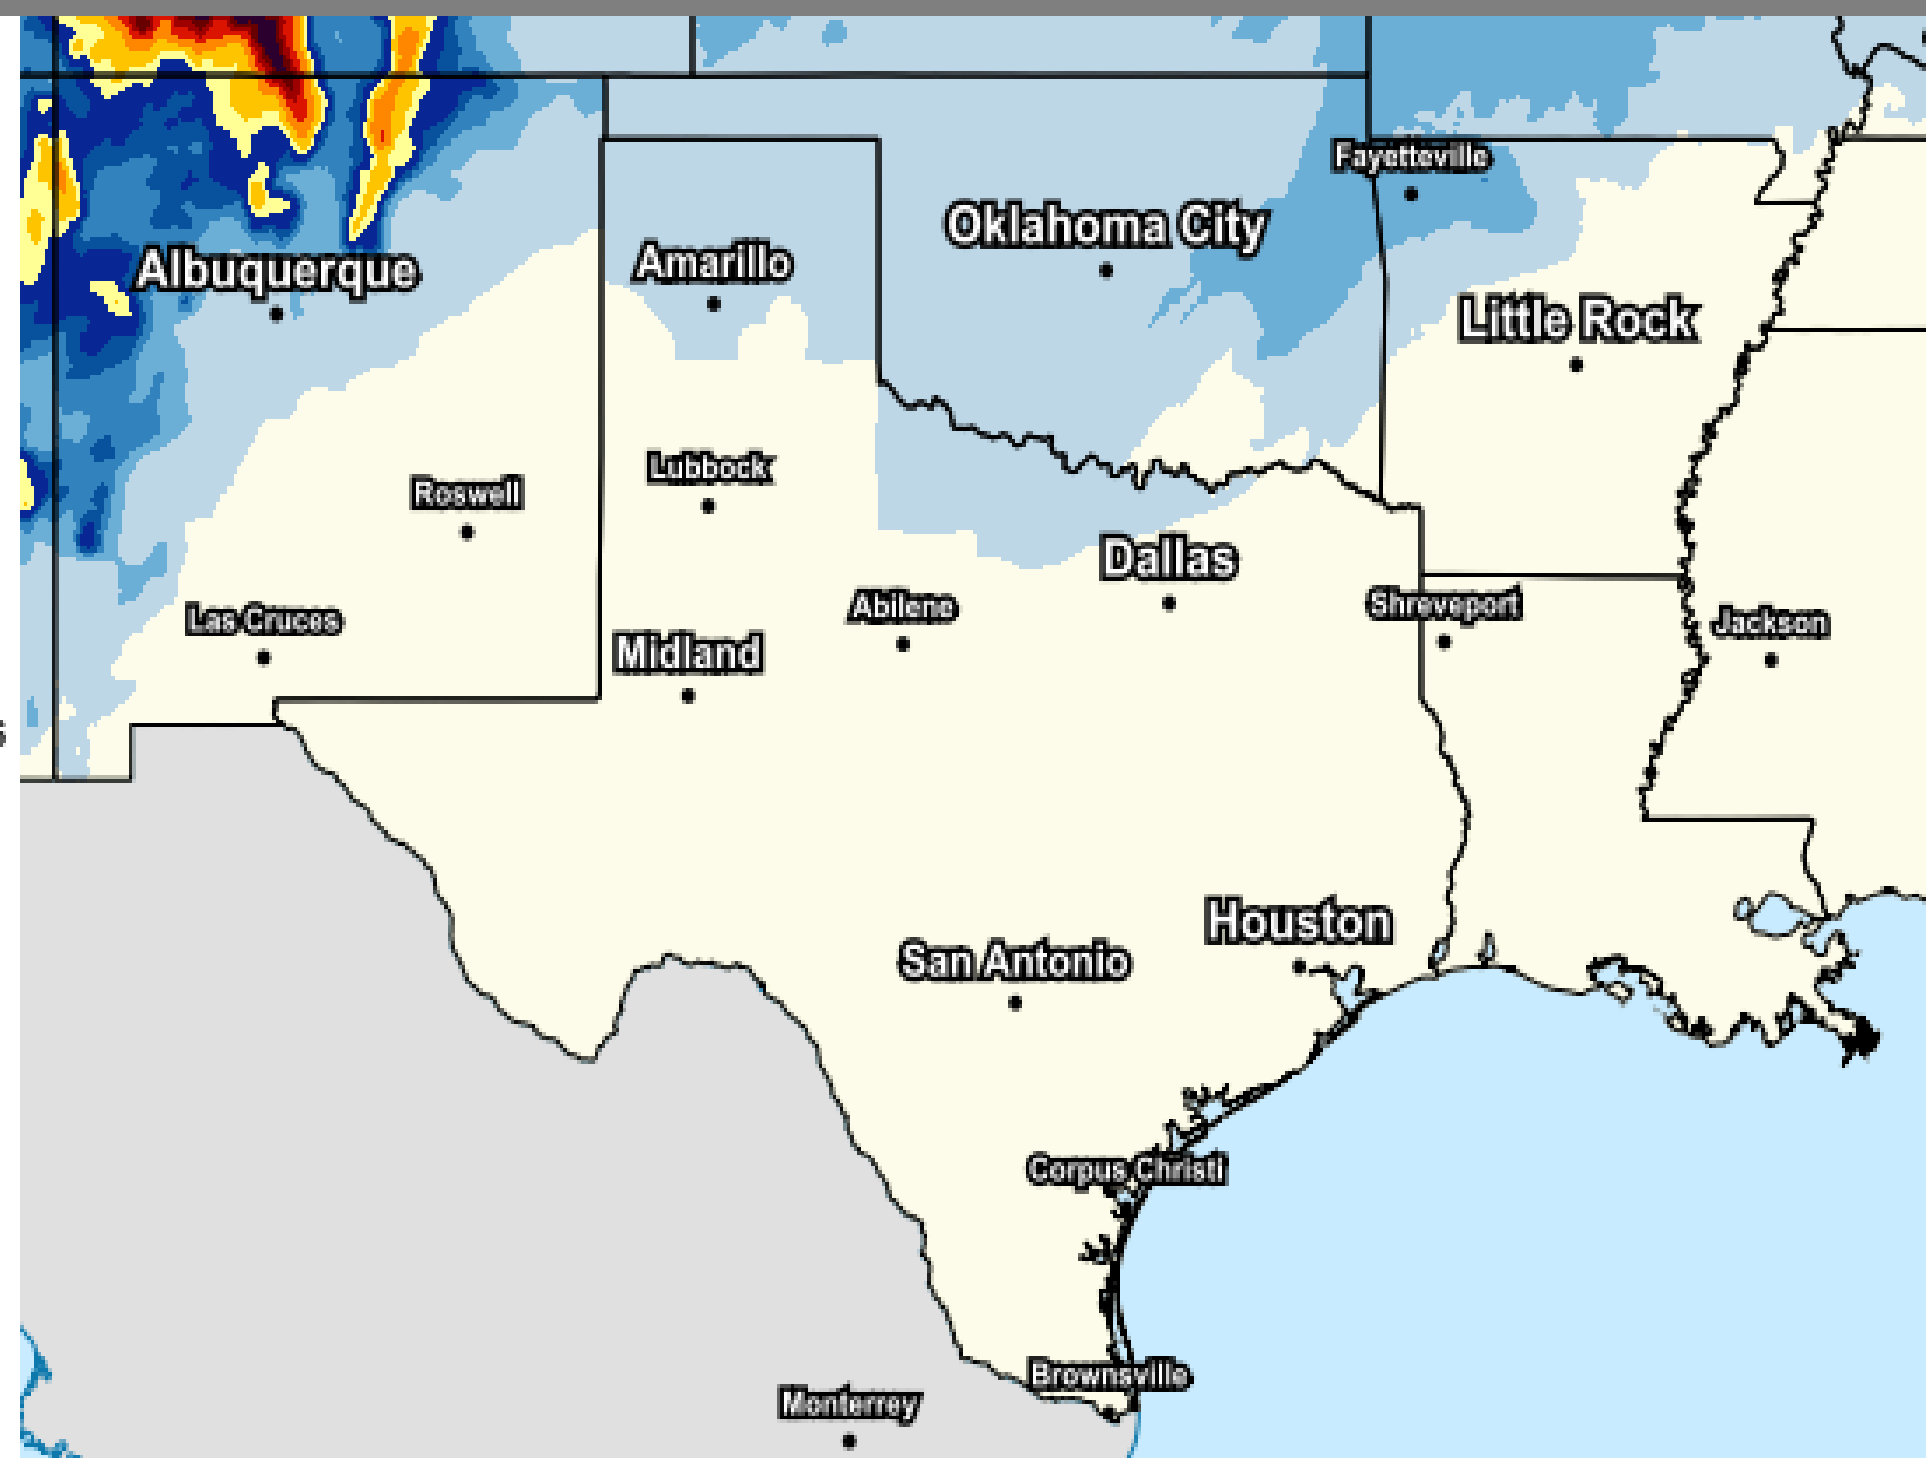 Fayetteville
Oklahoma City
Amarillo
Albuquerque
Little Rock
Lubbock
Roswell
Dallas
Abilene
Shreveport
Las Cruces
Jackson
Midland
Houston
San Antonio
Corpus Christi
Brownsville
Monterrey